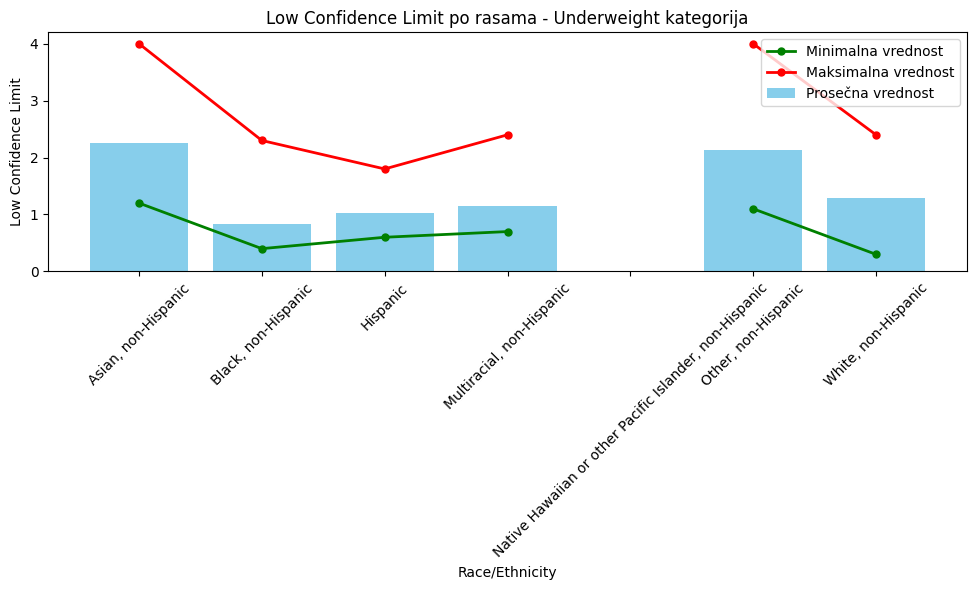 Low Confidence Limit po rasama - Underweight kategorija
Low Confidence Limit
4
3
2
1
0
Minimalna vrednost
Maksimalna vrednost
Prosečna vrednost
Asian, non-Hispanic
Black, non-Hispanic
Hispanic
Multiracial, non-Hispanic
Native Hawaiian or other Pacific Islander, non-Hispanic
Other, non-Hispanic
White, non-Hispanic
Race/Ethnicity